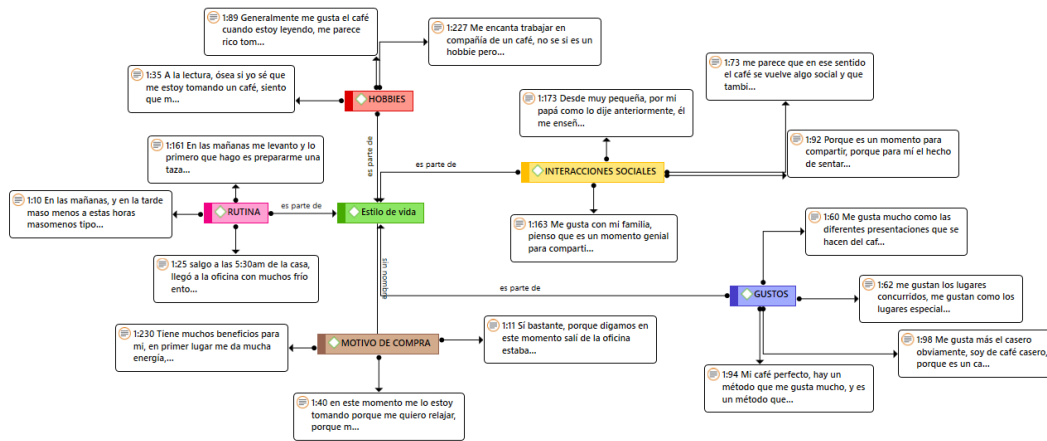 1:89 Generalmente me gusta el café
cuando estoy leyendo, me parece
rico tom...
1:227 Me encanta trabajar en
compañía de un café, no se si es un
hobbie pero...
1:73 me parece que en ese sentido
el café se vuelve algo social y que
tambi...
1:35 A la lectura, ósea si yo sé que
me estoy tomando un café, siento
que m...
HOBBIES
1:173 Desde muy pequeña, por mi
papá como lo dije anteriormente, él
me enseñ...
1:161 En las mañanas me levanto y lo
primero que hago es prepararme una
taza...
es parte de
es parte de
INTERACCIONES SOCIALES
1:92 Porque es un momento para
compartir, porque para mí el hecho
de sentar...
1:10 En las mañanas, y en la tarde
maso menos a estas horas
masomenos tipo...
RUTINA
es parte de
Estilo de vida
1:163 Me gusta con mi familia,
pienso que es un momento genial
para comparti...
1:60 Me gusta mucho como las
diferentes presentaciones que se
hacen del caf...
1:25 salgo a las 5:30am de la casa,
llegó a la oficina con muchos frío
ento...
sin nombre
es parte de
GUSTOS
1:62 me gustan los lugares
concurridos, me gustan como los
lugares especial...
1:230 Tiene muchos beneficios para
mí, en primer lugar me da mucha
energía,...
MOTIVO DE COMPRA
1:11 Sí bastante, porque dígamos en
este momento salí de la oficina
estaba...
1:98 Me gusta más el casero
obviamente, soy de café casero,
porque es un ca...
1:94 Mi café perfecto, hay un
método que me gusta mucho, y es
un método que...
1:40 en este momento me lo estoy
tomando porque me quiero relajar,
porque m...